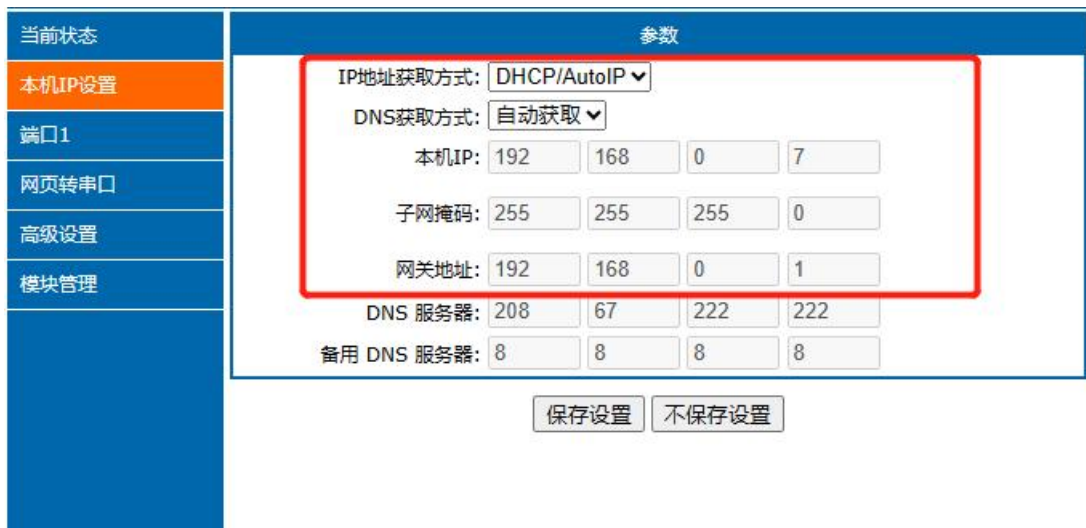 当前状态
本机IP设置
端口1
网页转串口
高级设置
模块管理
参数
IP地址获取方式: DHCP/AutoIP
DNS获取方式: 自动获取
本机IP: 192 168 0 7
子网掩码: 255 255 255 0
网关地址: 192 168 0 1
DNS 服务器: 208 67 222 222
备用 DNS 服务器: 8 8 8 8
保存设置 不保存设置